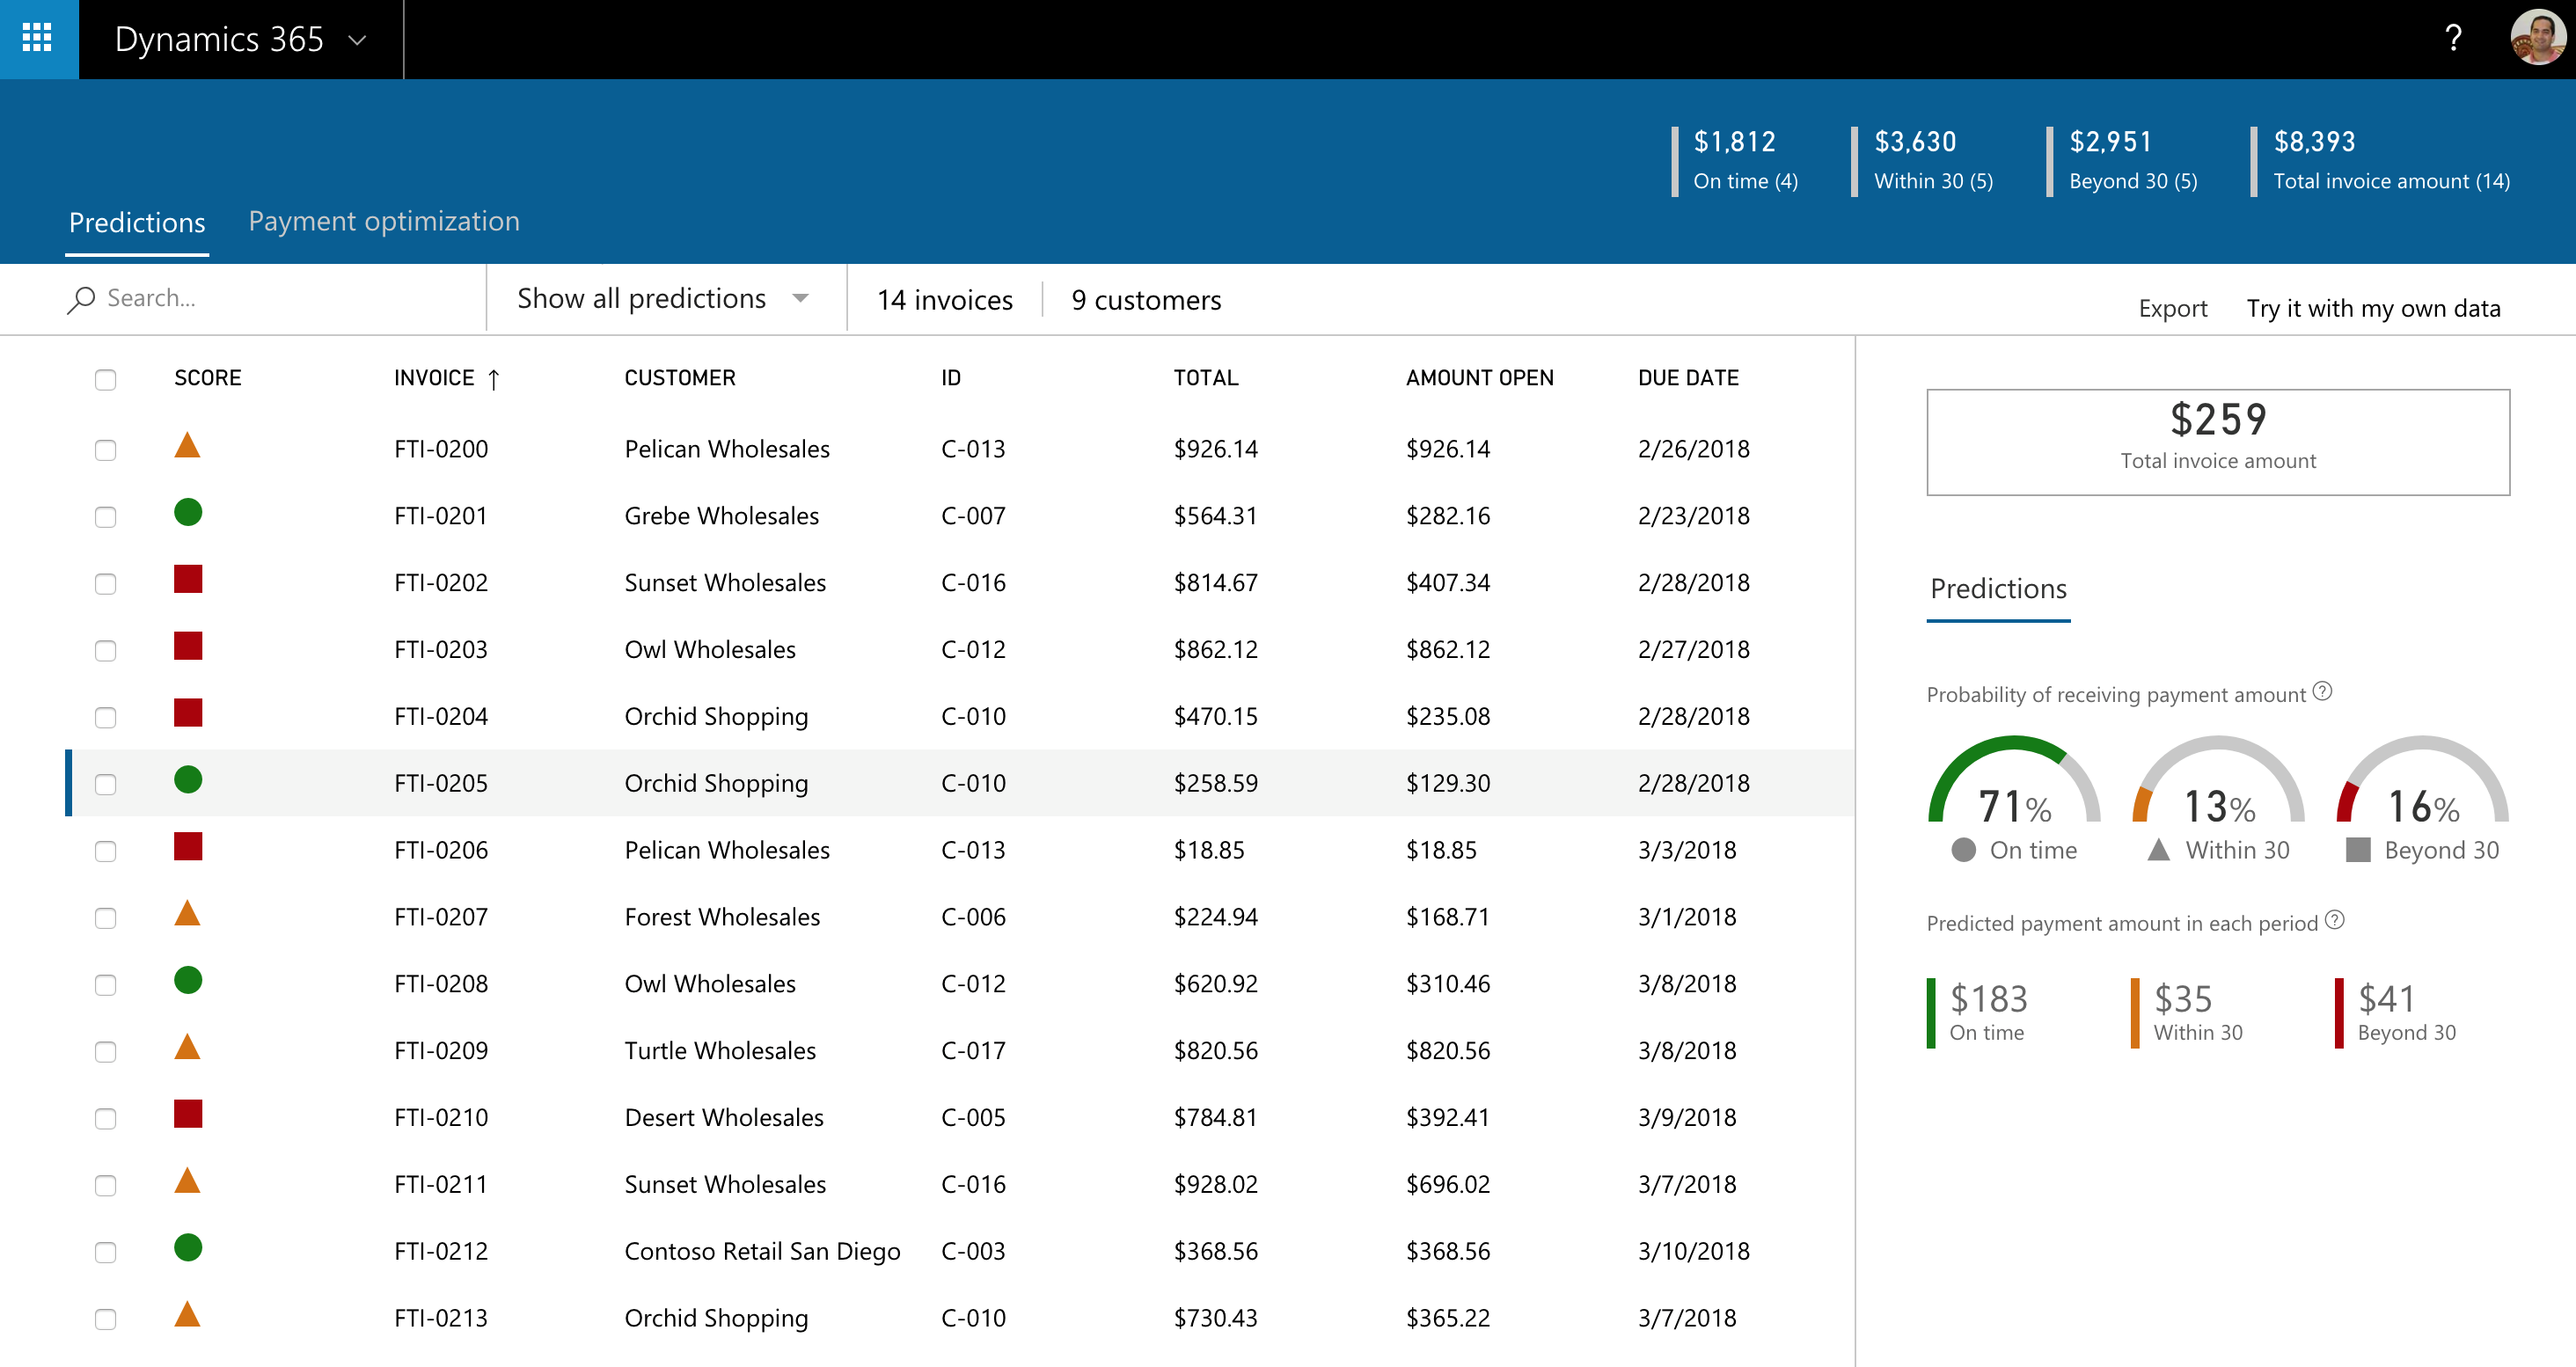 Dynamics 365
?
$1,812
On time (4)
$3,630
Within 30 (5)
$2,951
Beyond 30 (5)
$8,393
Total invoice amount (14)
Predictions
Payment optimization
Search...
Show all predictions
14 invoices
9 customers
Export
Try it with my own data
SCORE INVOICE ↑ CUSTOMER ID TOTAL AMOUNT OPEN DUE DATE
FTI-0200 Pelican Wholesales C-013 $926.14 $926.14 2/26/2018
FTI-0201 Grebe Wholesales C-007 $564.31 $282.16 2/23/2018
FTI-0202 Sunset Wholesales C-016 $814.67 $407.34 2/28/2018
FTI-0203 Owl Wholesales C-012 $862.12 $862.12 2/27/2018
FTI-0204 Orchid Shopping C-010 $470.15 $235.08 2/28/2018
FTI-0205 Orchid Shopping C-010 $258.59 $129.30 2/28/2018
FTI-0206 Pelican Wholesales C-013 $18.85 $18.85 3/3/2018
FTI-0207 Forest Wholesales C-006 $224.94 $168.71 3/1/2018
FTI-0208 Owl Wholesales C-012 $620.92 $310.46 3/8/2018
FTI-0209 Turtle Wholesales C-017 $820.56 $820.56 3/8/2018
FTI-0210 Desert Wholesales C-005 $784.81 $392.41 3/9/2018
FTI-0211 Sunset Wholesales C-016 $928.02 $696.02 3/7/2018
FTI-0212 Contoso Retail San Diego C-003 $368.56 $368.56 3/10/2018
FTI-0213 Orchid Shopping C-010 $730.43 $365.22 3/7/2018
$259
Total invoice amount
Predictions
Probability of receiving payment amount ?
71% 13% 16%
On time Within 30 Beyond 30
Predicted payment amount in each period ?
$183 $35 $41
On time Within 30 Beyond 30